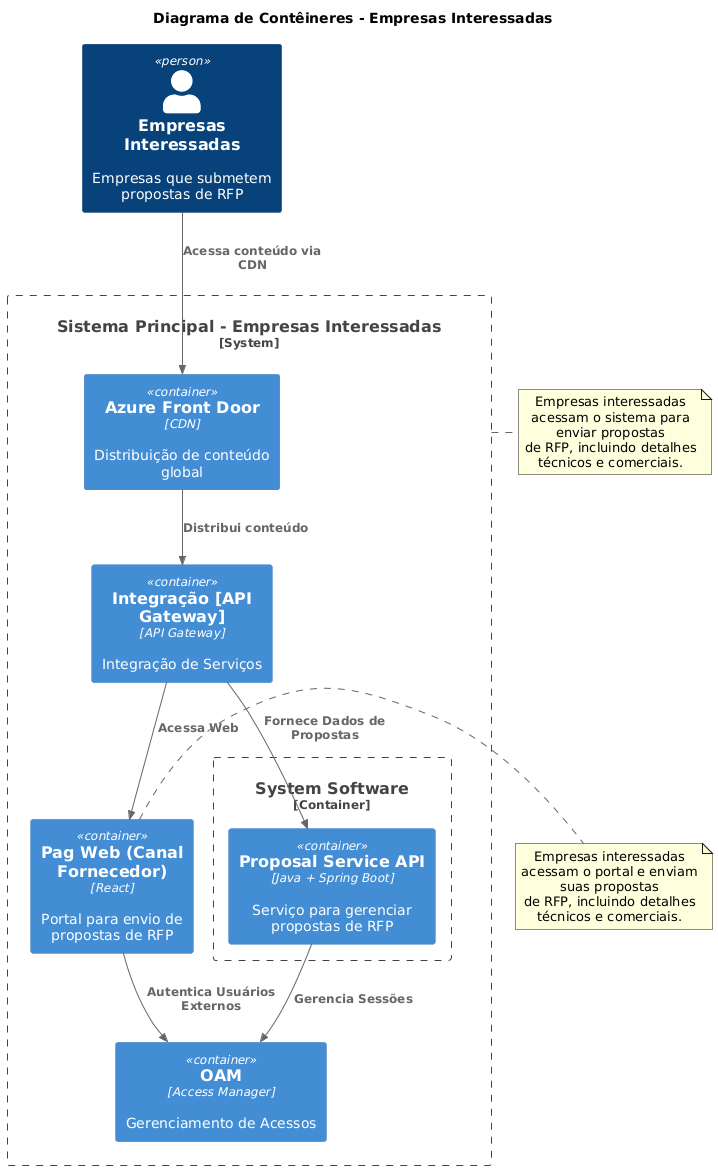 Diagrama de Contêineres - Empresas Interessadas
«person»
Empresas
Interessadas
Empresas que submetem
propostas de RFP
Acessa conteúdo via
CDN
Sistema Principal - Empresas Interessadas
[System]
«container»
Azure Front Door
[CDN]
Distribuição de conteúdo
global
Empresas interessadas
acessam o sistema para
enviar propostas
de RFP, incluindo detalhes
técnicos e comerciais.
Distribui conteúdo
«container»
Integração [API
Gateway]
[API Gateway]
Integração de Serviços
Acessa Web
Fornece Dados de
Propostas
System Software
[Container]
«container»
Pag Web (Canal
Fornecedor)
[React]
Portal para envio de
propostas de RFP
«container»
Proposal Service API
[Java + Spring Boot]
Serviço para gerenciar
propostas de RFP
Empresas interessadas
acessam o portal e enviam
suas propostas
de RFP, incluindo detalhes
técnicos e comerciais.
Autentica Usuários
Externos
Gerencia Sessões
«container»
OAM
[Access Manager]
Gerenciamento de Acessos